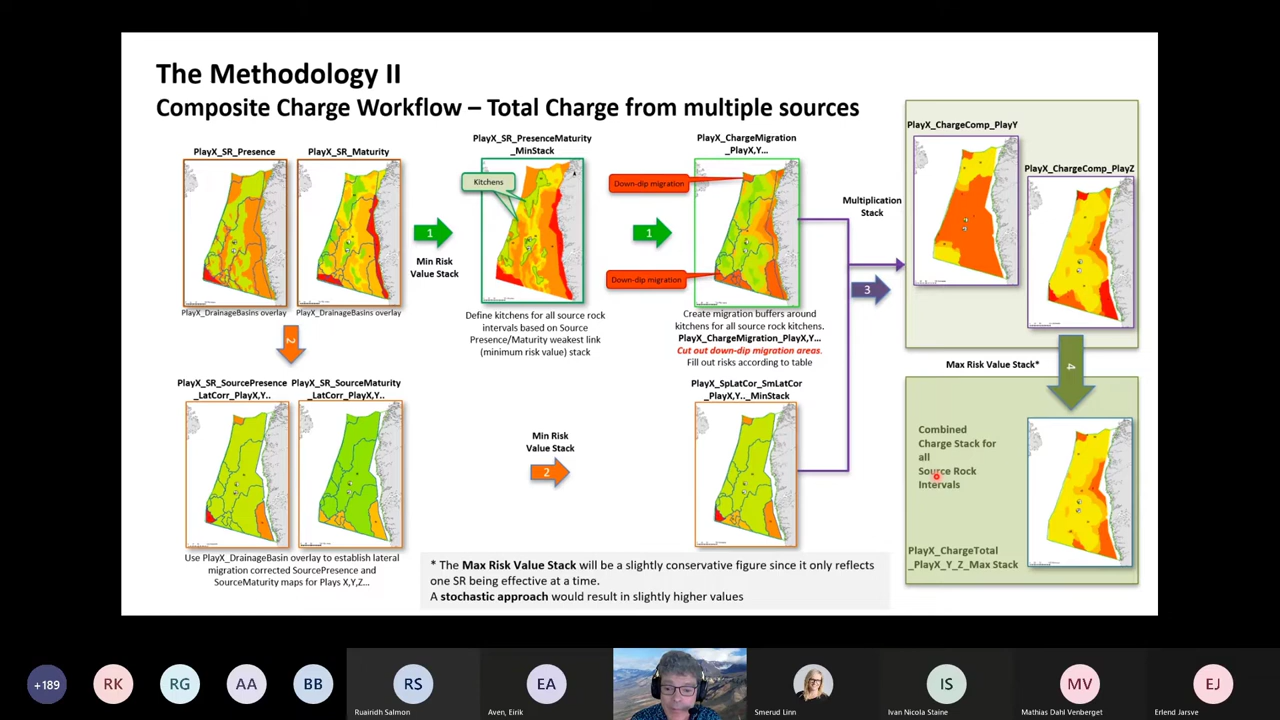 The Methodology II
Composite Charge Workflow – Total Charge from multiple sources
PlayX_SR_Presence
PlayX_SR_Maturity
PlayX_DrainageBasins overlay
PlayX_DrainageBasins overlay
1
Min Risk
Value Stack
PlayX_SR_PresenceMaturity
_MinStack
Kitchens
Define kitchens for all source rock
intervals based on Source
Presence/Maturity weakest link
(minimum risk value) stack
1
PlayX_ChargeMigration
_PlayX,Y...
Down-dip migration
Down-dip migration
Create migration buffers around
kitchens for all source rock kitchens.
PlayX_ChargeMigration_PlayX,Y...
Cut out down-dip migration areas.
Fill out risks according to table
Multiplication
Stack
3
PlayX_ChargeComp_PlayY
PlayX_ChargeComp_PlayZ
2
PlayX_SR_SourcePresence
_LatCorr_PlayX,Y..
PlayX_SR_SourceMaturity
_LatCorr_PlayX,Y..
Use PlayX_DrainageBasin overlay to establish lateral
migration corrected SourcePresence and
SourceMaturity maps for Plays X,Y,Z...
Min Risk
Value Stack
2
PlayX_SpLatCor_SmLatCor
_PlayX,Y.._MinStack
Max Risk Value Stack*
4
Combined
Charge Stack for
all
Source Rock
Intervals
PlayX_ChargeTotal
_PlayX_Y_Z_Max Stack
* The Max Risk Value Stack will be a slightly conservative figure since it only reflects
one SR being effective at a time.
A stochastic approach would result in slightly higher values
+189
RK
RG
AA
BB
RS
Ruairidh Salmon
EA
Aven, Eirik
Smerud Linn
IS
Ivan Nicola Staine
MV
Mathias Dahl Venberget
EJ
Erlend Jarsve